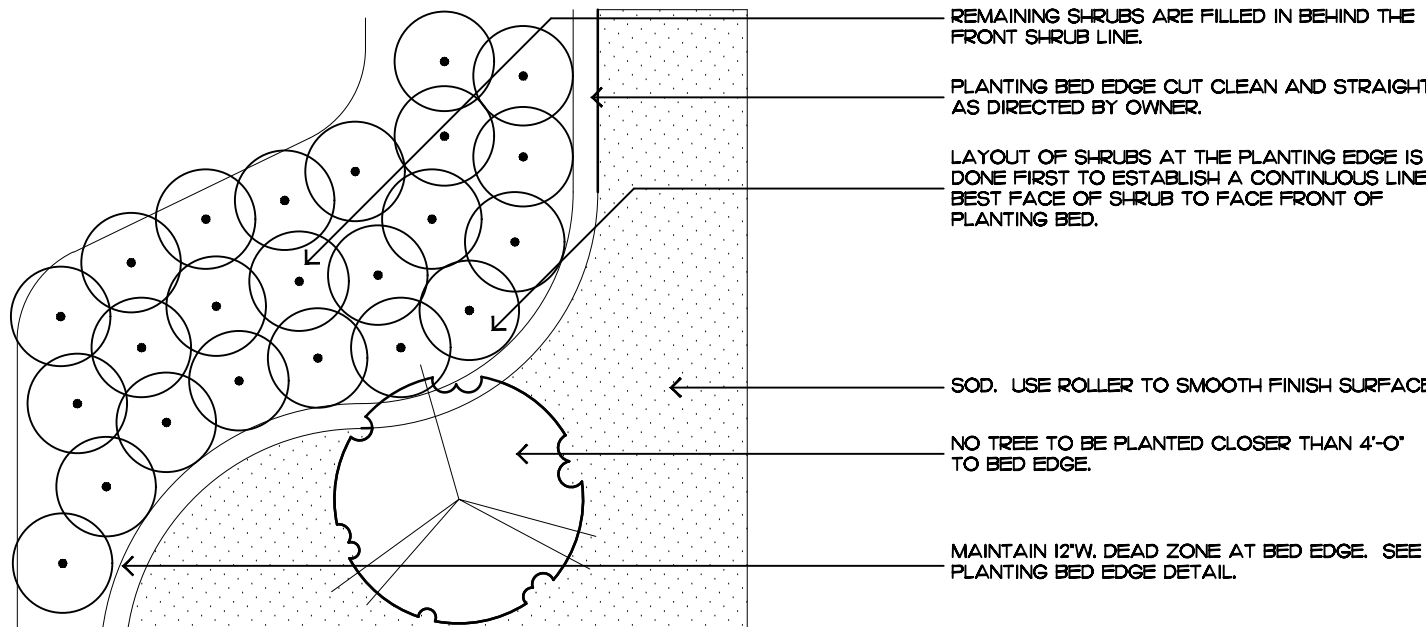 REMAINING SHRUBS ARE FILLED IN BEHIND THE
FRONT SHRUB LINE.
PLANTING BED EDGE CUT CLEAN AND STRAIGHT
AS DIRECTED BY OWNER.
LAYOUT OF SHRUBS AT THE PLANTING EDGE IS
DONE FIRST TO ESTABLISH A CONTINUOUS LINE
BEST FACE OF SHRUB TO FACE FRONT OF
PLANTING BED.
SOD. USE ROLLER TO SMOOTH FINISH SURFACE
NO TREE TO BE PLANTED CLOSER THAN 4'-0"
TO BED EDGE.
MAINTAIN 12"W. DEAD ZONE AT BED EDGE. SEE
PLANTING BED EDGE DETAIL.